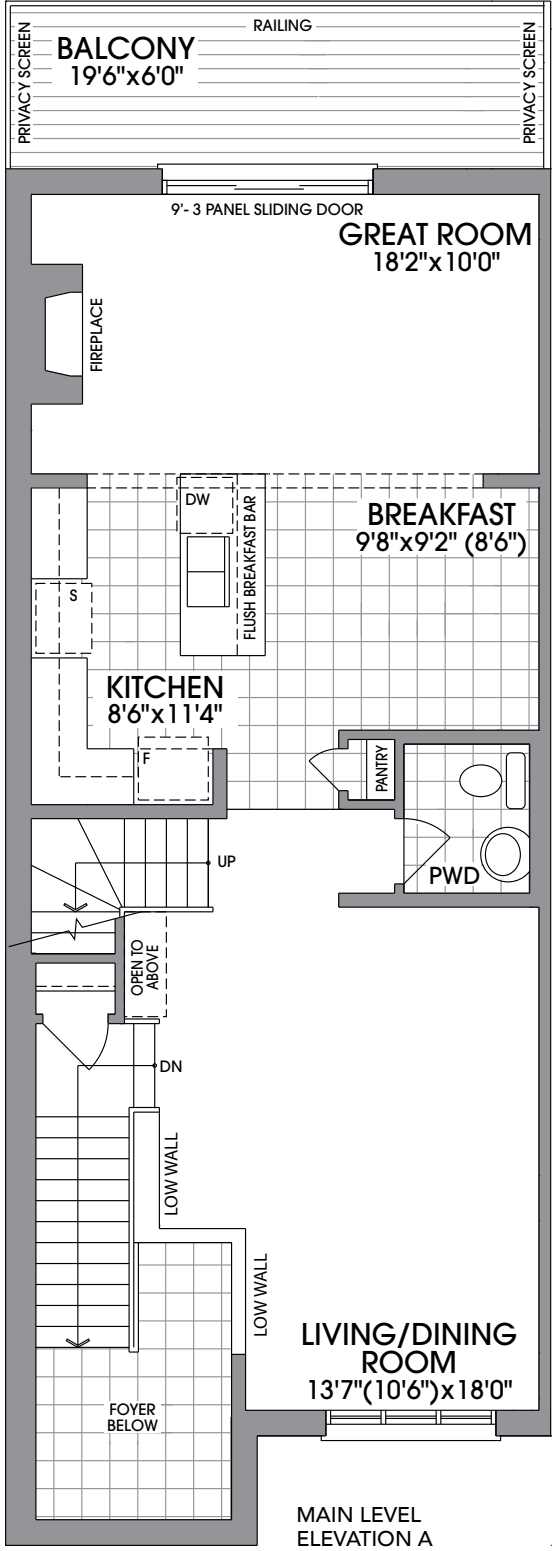 RAILING
PRIVACY SCREEN
BALCONY
19'6"x6'0"
PRIVACY SCREEN
9'- 3 PANEL SLIDING DOOR
GREAT ROOM
18'2"x10'0"
FIREPLACE
DW
FLUSH BREAKFAST BAR
BREAKFAST
9'8"x9'2" (8'6")
S
KITCHEN
8'6"x11'4"
F
PANTRY
UP
PWD
OPEN TO
ABOVE
DN
LOW WALL
LOW WALL
LIVING/DINING
ROOM
13'7"(10'6")x18'0"
FOYER
BELOW
MAIN LEVEL
ELEVATION A